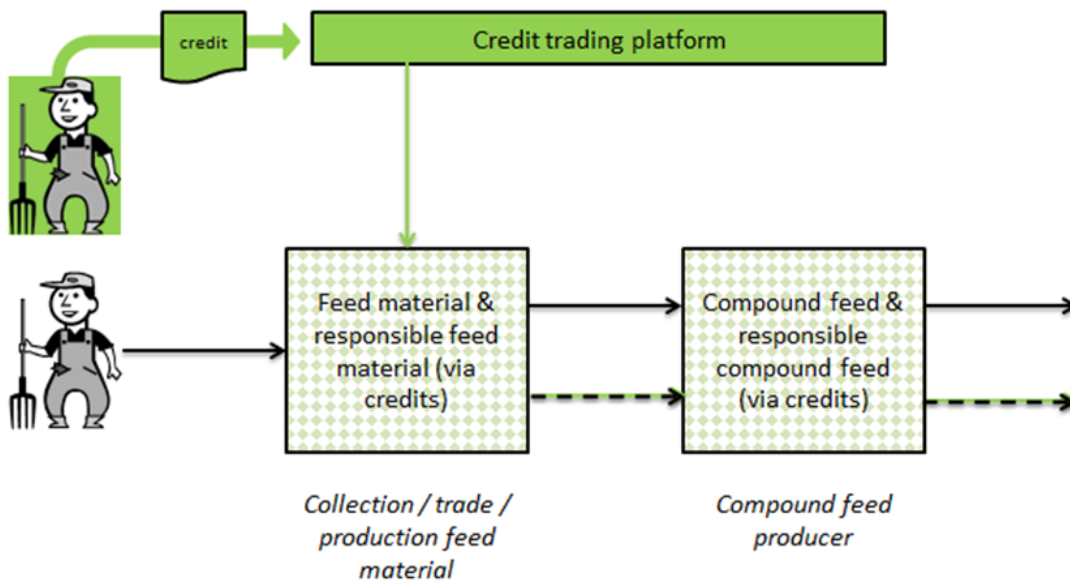 credit
Credit trading platform
Feed material &
responsible feed
material (via
credits)
Compound feed &
responsible
compound feed
(via credits)
Collection / trade /
production feed
material
Compound feed
producer